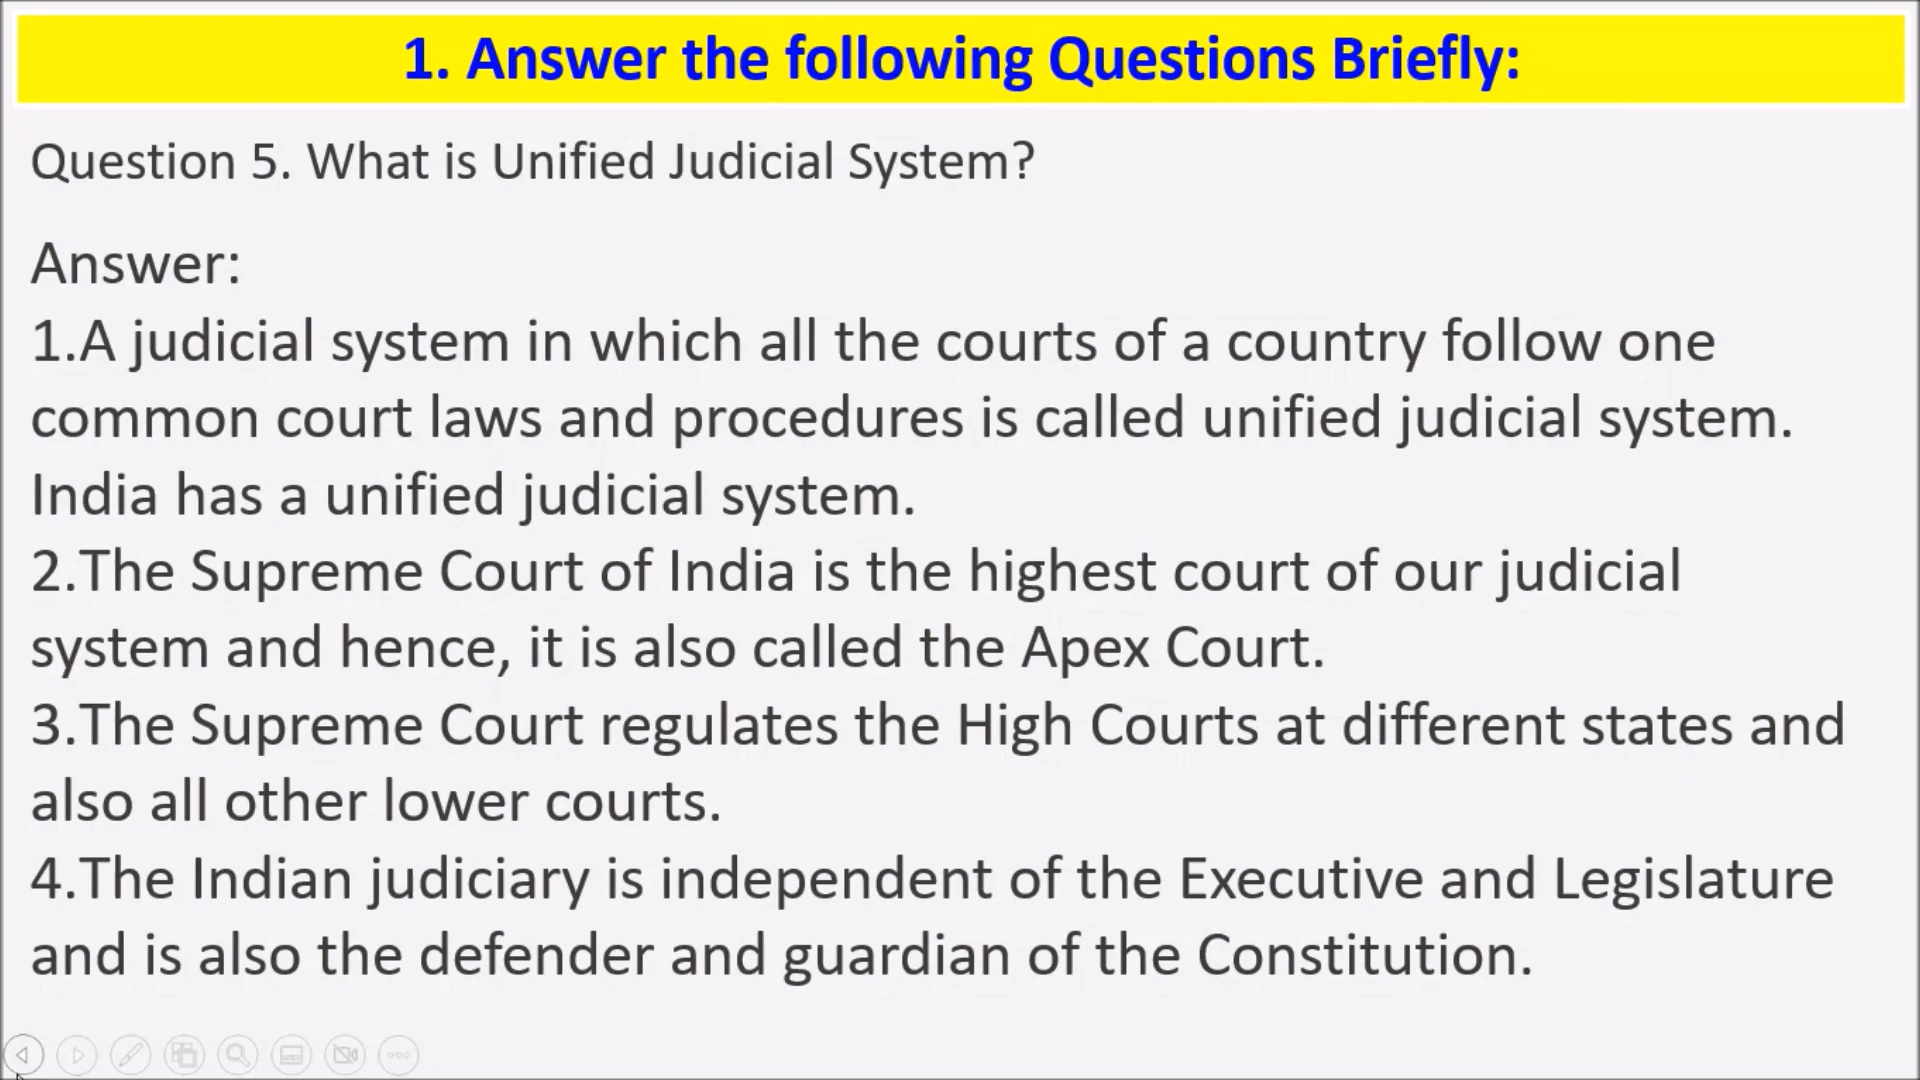 1. Answer the following Questions Briefly:
Question 5. What is Unified Judicial System?
Answer:
1.A judicial system in which all the courts of a country follow one
common court laws and procedures is called unified judicial system.
India has a unified judicial system.
2.The Supreme Court of India is the highest court of our judicial
system and hence, it is also called the Apex Court.
3.The Supreme Court regulates the High Courts at different states and
also all other lower courts.
4.The Indian judiciary is independent of the Executive and Legislature
and is also the defender and guardian of the Constitution.